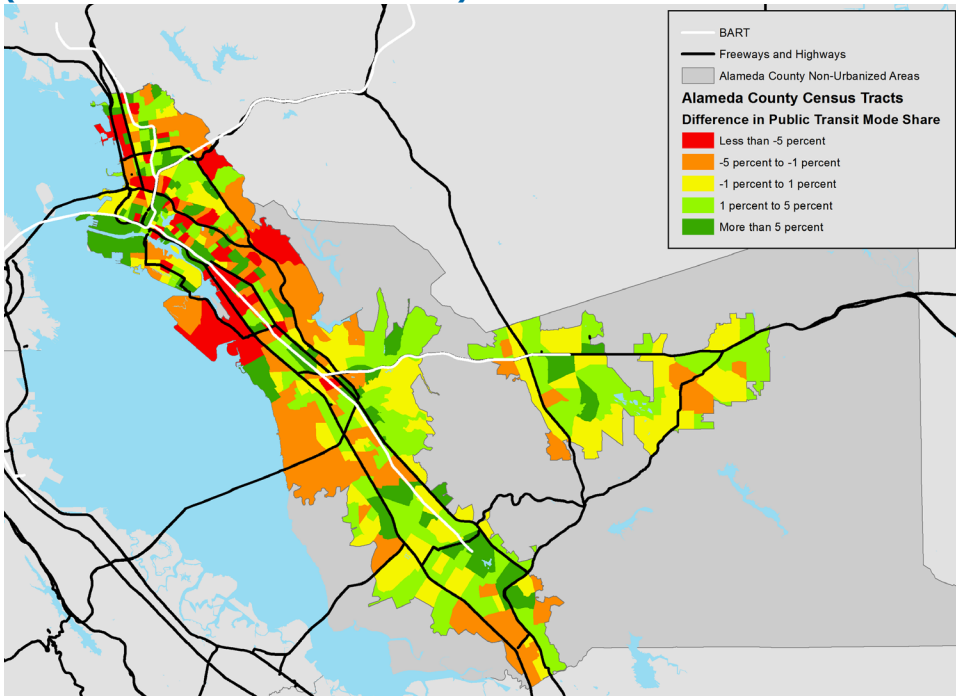 BART
Freeways and Highways
Alameda County Non-Urbanized Areas
Alameda County Census Tracts
Difference in Public Transit Mode Share
Less than -5 percent
-5 percent to -1 percent
-1 percent to 1 percent
1 percent to 5 percent
More than 5 percent